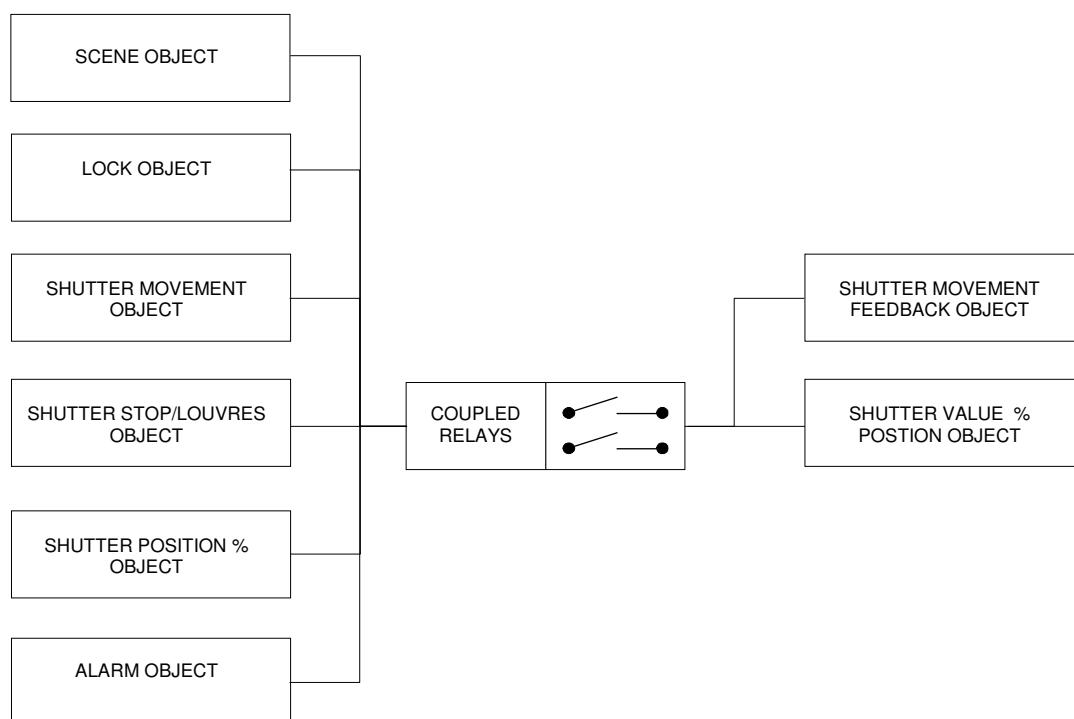 SCENE OBJECT
LOCK OBJECT
SHUTTER MOVEMENT
OBJECT
SHUTTER STOP/LOUVRES
OBJECT
SHUTTER POSITION %
OBJECT
ALARM OBJECT
COUPLED
RELAYS
SHUTTER MOVEMENT
FEEDBACK OBJECT
SHUTTER VALUE %
POSTION OBJECT